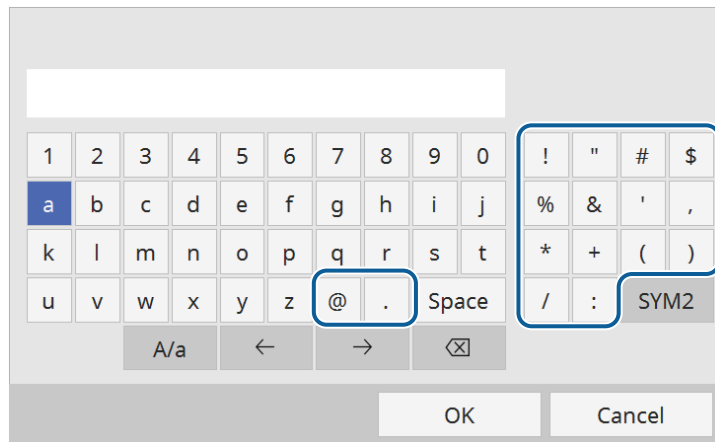 1 2 3 4 5 6 7 8 9 0 ! " # $
a b c d e f g h i j % & ' ,
k l m n o p q r s t * + ( )
u v w x y z @ . Space / : SYM2
A/a ← → ⌫
OK Cancel